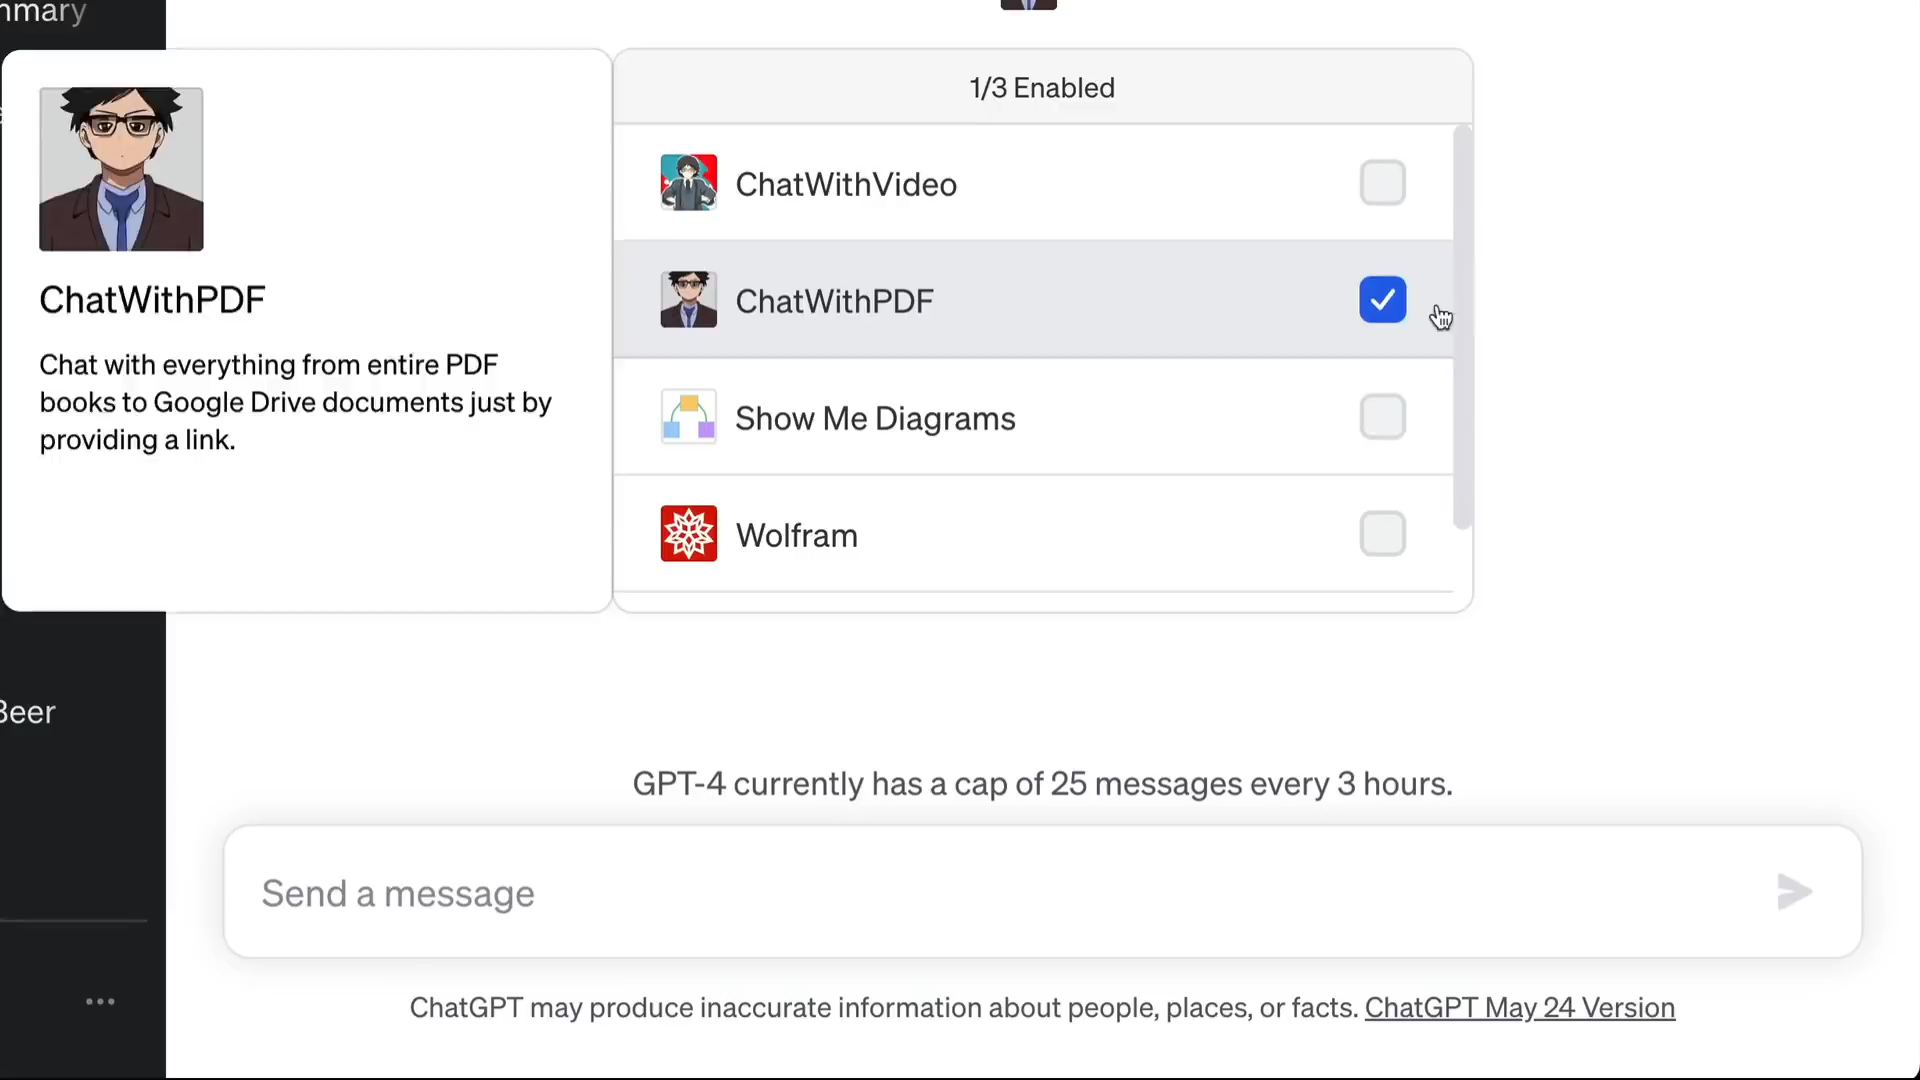 1/3 Enabled
ChatWithPDF
Chat with everything from entire PDF
books to Google Drive documents just by
providing a link.
ChatWithVideo
ChatWithPDF
Show Me Diagrams
Wolfram
Beer
GPT-4 currently has a cap of 25 messages every 3 hours.
Send a message
ChatGPT may produce inaccurate information about people, places, or facts. ChatGPT May 24 Version